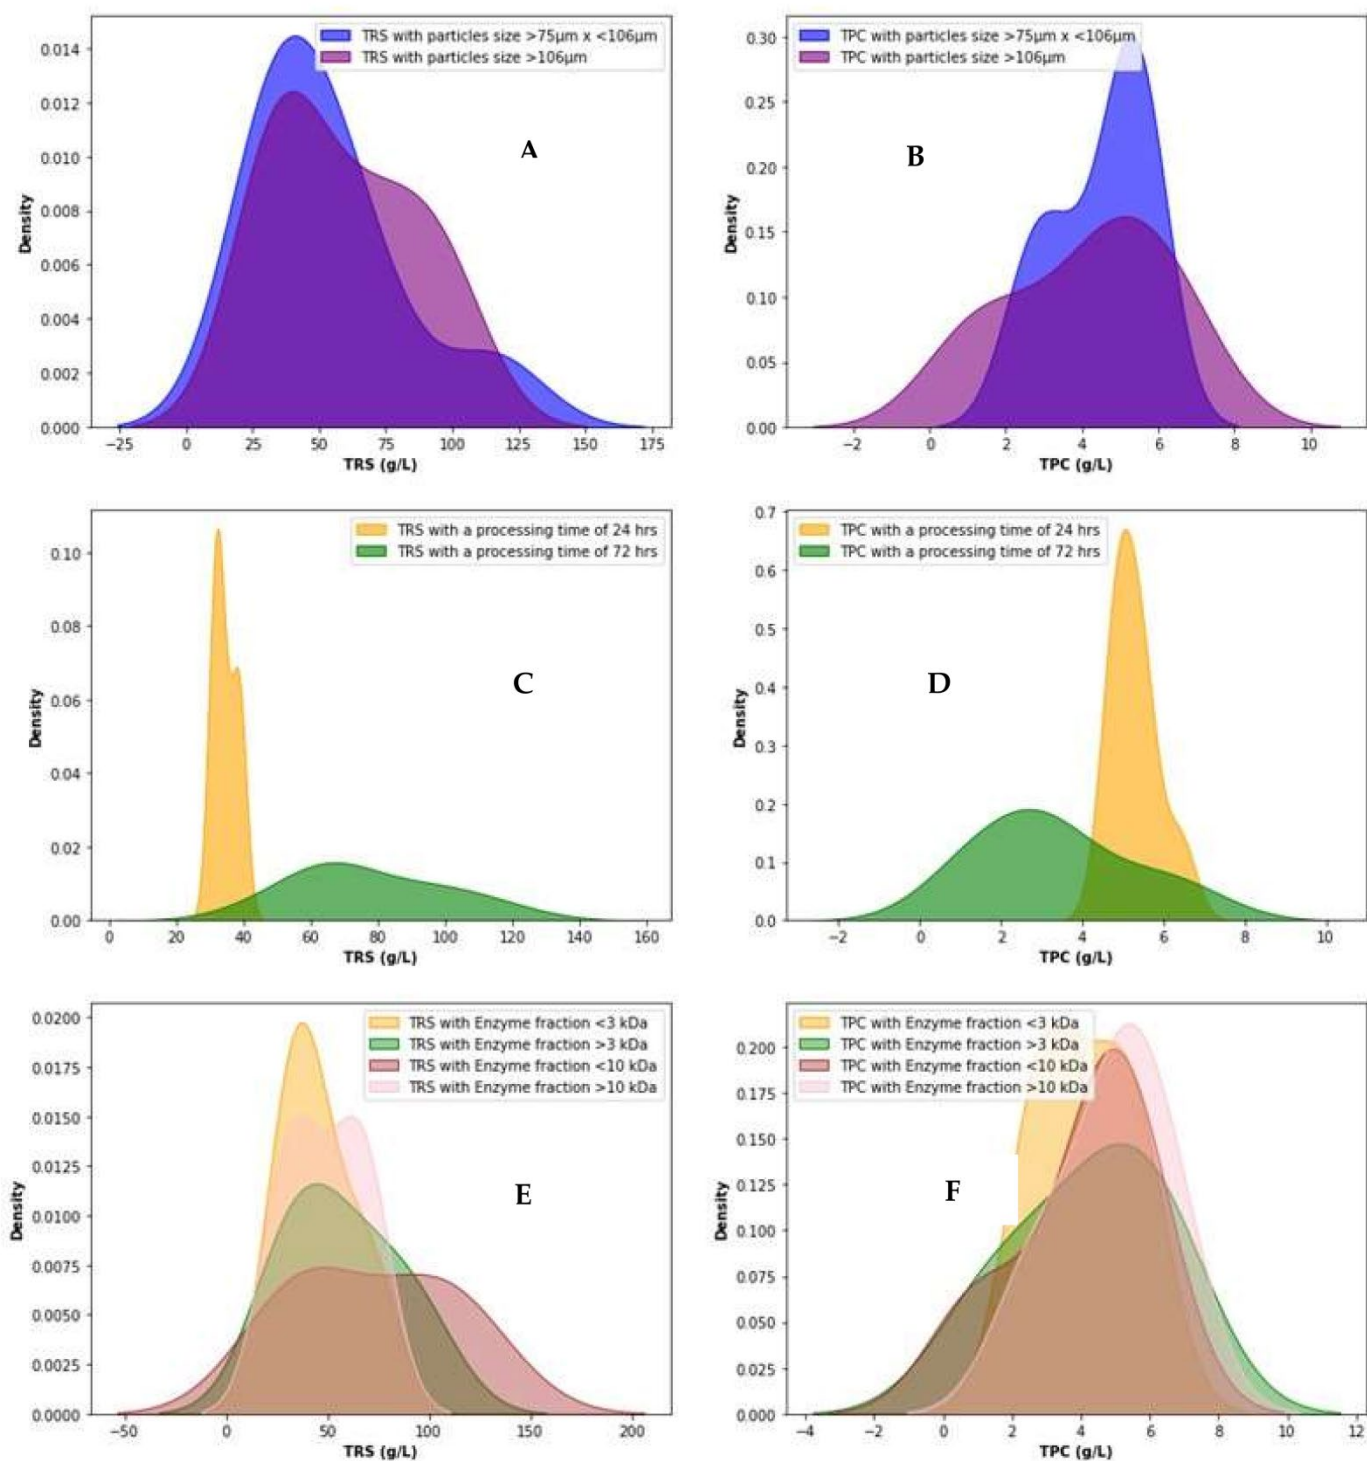 TRS with particles size >75μm x <106μm
TRS with particles size >106μm
A
0.014
0.012
0.010
0.008
0.006
0.004
0.002
0.000
Density
−25 0 25 50 75 100 125 150 175
TRS (g/L)
TPC with particles size >75μm x <106μm
TPC with particles size >106μm
B
0.30
0.25
0.20
0.15
0.10
0.05
0.00
Density
−2 0 2 4 6 8 10
TPC (g/L)
TRS with a processing time of 24 hrs
TRS with a processing time of 72 hrs
C
0.10
0.08
0.06
0.04
0.02
0.00
Density
0 20 40 60 80 100 120 140 160
TRS (g/L)
TPC with a processing time of 24 hrs
TPC with a processing time of 72 hrs
D
0.7
0.6
0.5
0.4
0.3
0.2
0.1
0.0
Density
−2 0 2 4 6 8 10
TPC (g/L)
TRS with Enzyme fraction <3 kDa
TRS with Enzyme fraction >3 kDa
TRS with Enzyme fraction <10 kDa
TRS with Enzyme fraction >10 kDa
E
0.0200
0.0175
0.0150
0.0125
0.0100
0.0075
0.0050
0.0025
0.0000
Density
−50 0 50 100 150 200
TRS (g/L)
TPC with Enzyme fraction <3 kDa
TPC with Enzyme fraction >3 kDa
TPC with Enzyme fraction <10 kDa
TPC with Enzyme fraction >10 kDa
F
0.200
0.175
0.150
0.125
0.100
0.075
0.050
0.025
0.000
Density
−4 −2 0 2 4 6 8 10 12
TPC (g/L)